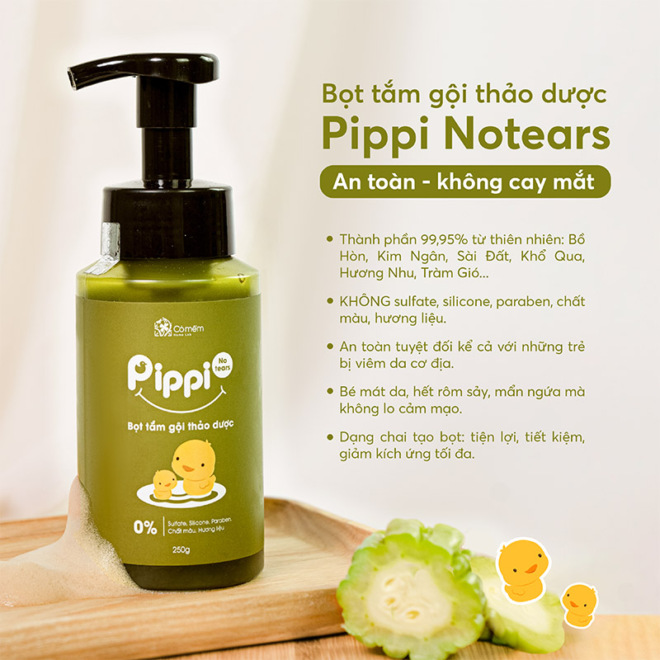 Bọt tắm gội thảo dược
Pippi Notears
An toàn - không cay mắt
• Thành phần 99,95% từ thiên nhiên: Bồ
Hòn, Kim Ngân, Sài Đất, Khổ Qua,
Hương Nhu, Tràm Gió...
• KHÔNG sulfate, silicone, paraben, chất
màu, hương liệu.
• An toàn tuyệt đối kể cả với những trẻ
bị viêm da cơ địa.
• Bé mát da, hết rôm sảy, mẩn ngứa mà
không lo cảm mạo.
• Dạng chai tạo bọt: tiện lợi, tiết kiệm,
giảm kích ứng tối đa.
Cỏ mềm
Home Lab
Pippi
No
tears
Bọt tắm gội thảo dược
0%
Sulfate, Silicone, Paraben,
Chất màu, Hương liệu
250g